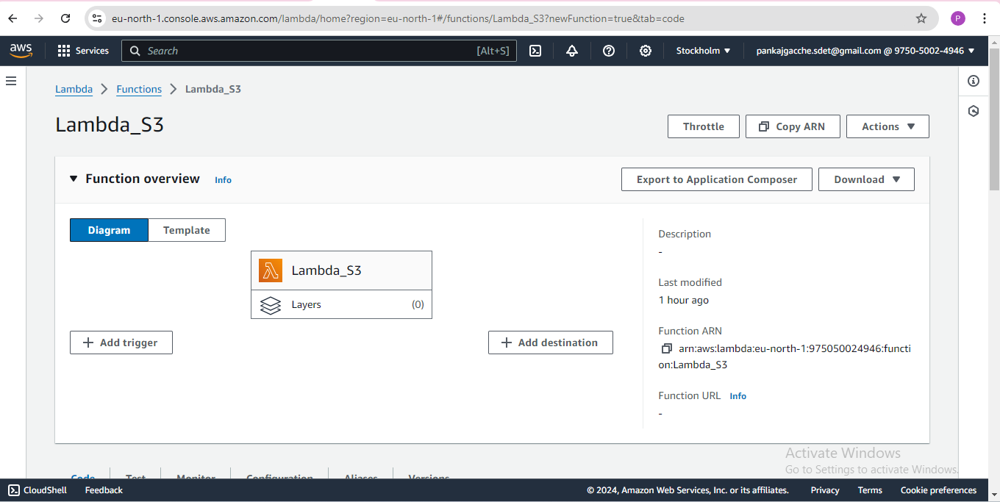 eu-north-1.console.aws.amazon.com/lambda/home?region=eu-north-1#/functions/Lambda_S3?newFunction=true&tab=code
P
aws
Services
Search
[Alt+S]
Stockholm
pankajgacche.sdet@gmail.com @ 9750-5002-4946
Lambda
Functions
Lambda_S3
Lambda_S3
Throttle
Copy ARN
Actions
Function overview
Info
Export to Application Composer
Download
Diagram
Template
Lambda_S3
Layers
(0)
Add trigger
Add destination
Description
-
Last modified
1 hour ago
Function ARN
arn:aws:lambda:eu-north-1:975050024946:functi
on:Lambda_S3
Function URL Info
-
Activate Windows
Go to Settings to activate Windows.
Code
Test
Monitor
Configuration
Aliases
Versions
CloudShell
Feedback
© 2024, Amazon Web Services, Inc. or its affiliates.
Privacy
Terms
Cookie preferences